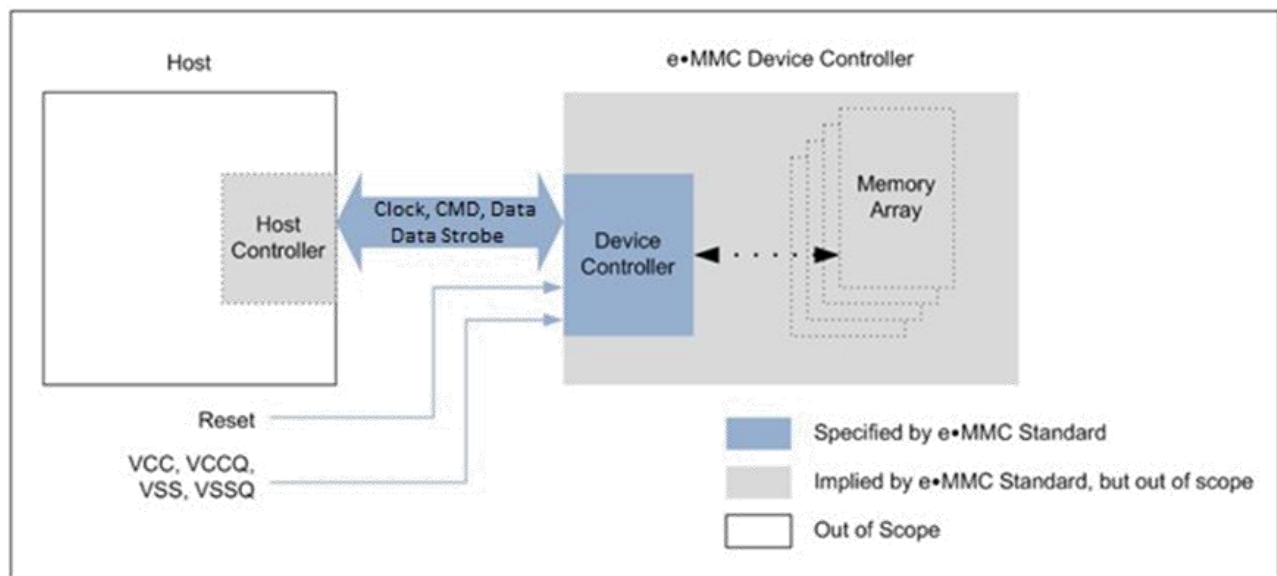 Host
e•MMC Device Controller
Memory
Array
Clock, CMD, Data
Data Strobe
Host
Controller
Device
Controller
Reset
VCC, VCCQ,
VSS, VSSQ
Specified by e•MMC Standard
Implied by e•MMC Standard, but out of scope
Out of Scope